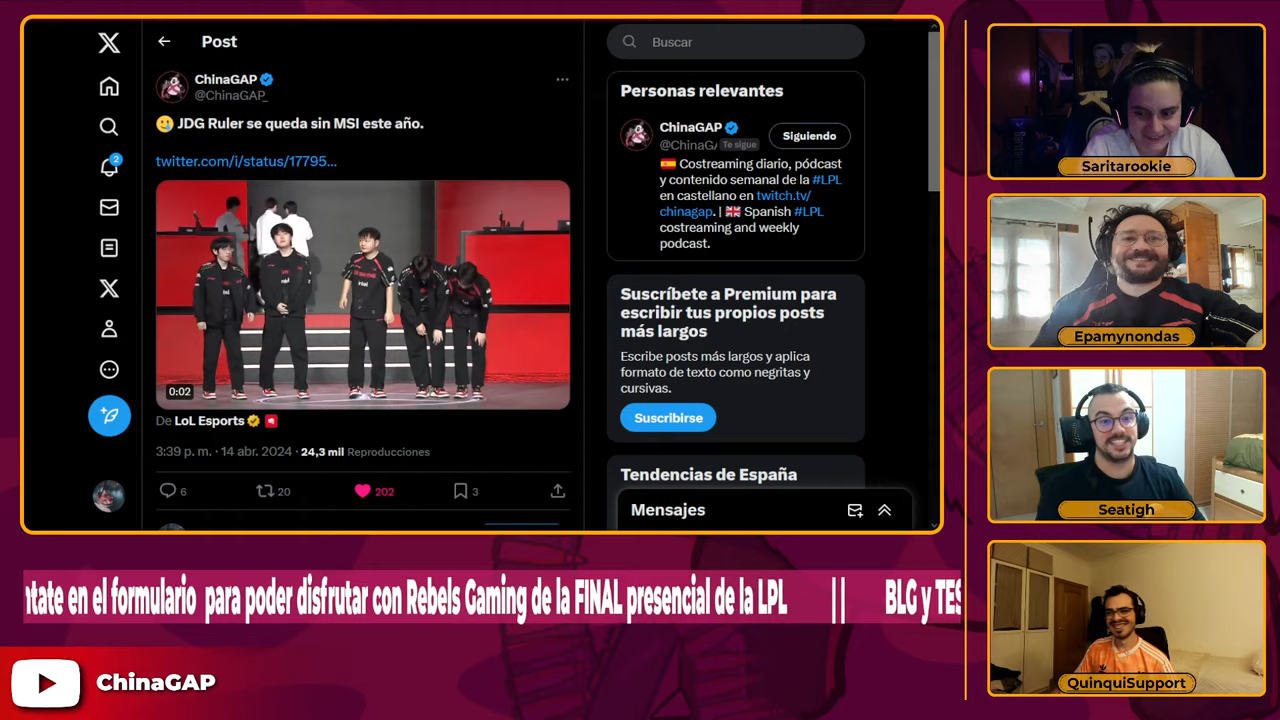 Post
ChinaGAP
@ChinaGAP_
🥲 JDG Ruler se queda sin MSI este año.
twitter.com/i/status/17795...
0:02
De LoL Esports
3:39 p. m. · 14 abr. 2024 · 24,3 mil Reproducciones
6
20
202
3
2
Buscar
Personas relevantes
ChinaGAP
@ChinaGA Te sigue
Siguiendo
🇪🇸 Costreaming diario, pódcast
y contenido semanal de la #LPL
en castellano en twitch.tv/
chinagap. | 🇬🇧 Spanish #LPL
costreaming and weekly
podcast.
Suscríbete a Premium para
escribir tus propios posts
más largos
Escribe posts más largos y aplica
formato de texto como negritas y
cursivas.
Suscribirse
Tendencias de España
Mensajes
Saritarookie
Epamynondas
Seatigh
QuinquiSupport
ntate en el formulario para poder disfrutar con Rebels Gaming de la FINAL presencial de la LPL || BLG y TES
ChinaGAP